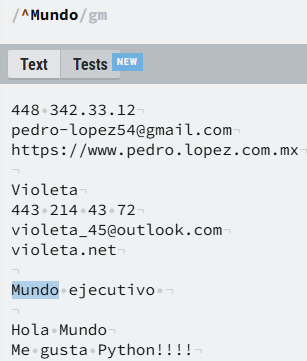 /^Mundo/gm
Text Tests NEW
448 342.33.12
pedro-lopez54@gmail.com
https://www.pedro.lopez.com.mx
Violeta
443 214 43 72
violeta_45@outlook.com
violeta.net
Mundo ejecutivo
Hola Mundo
Me gusta Python!!!!